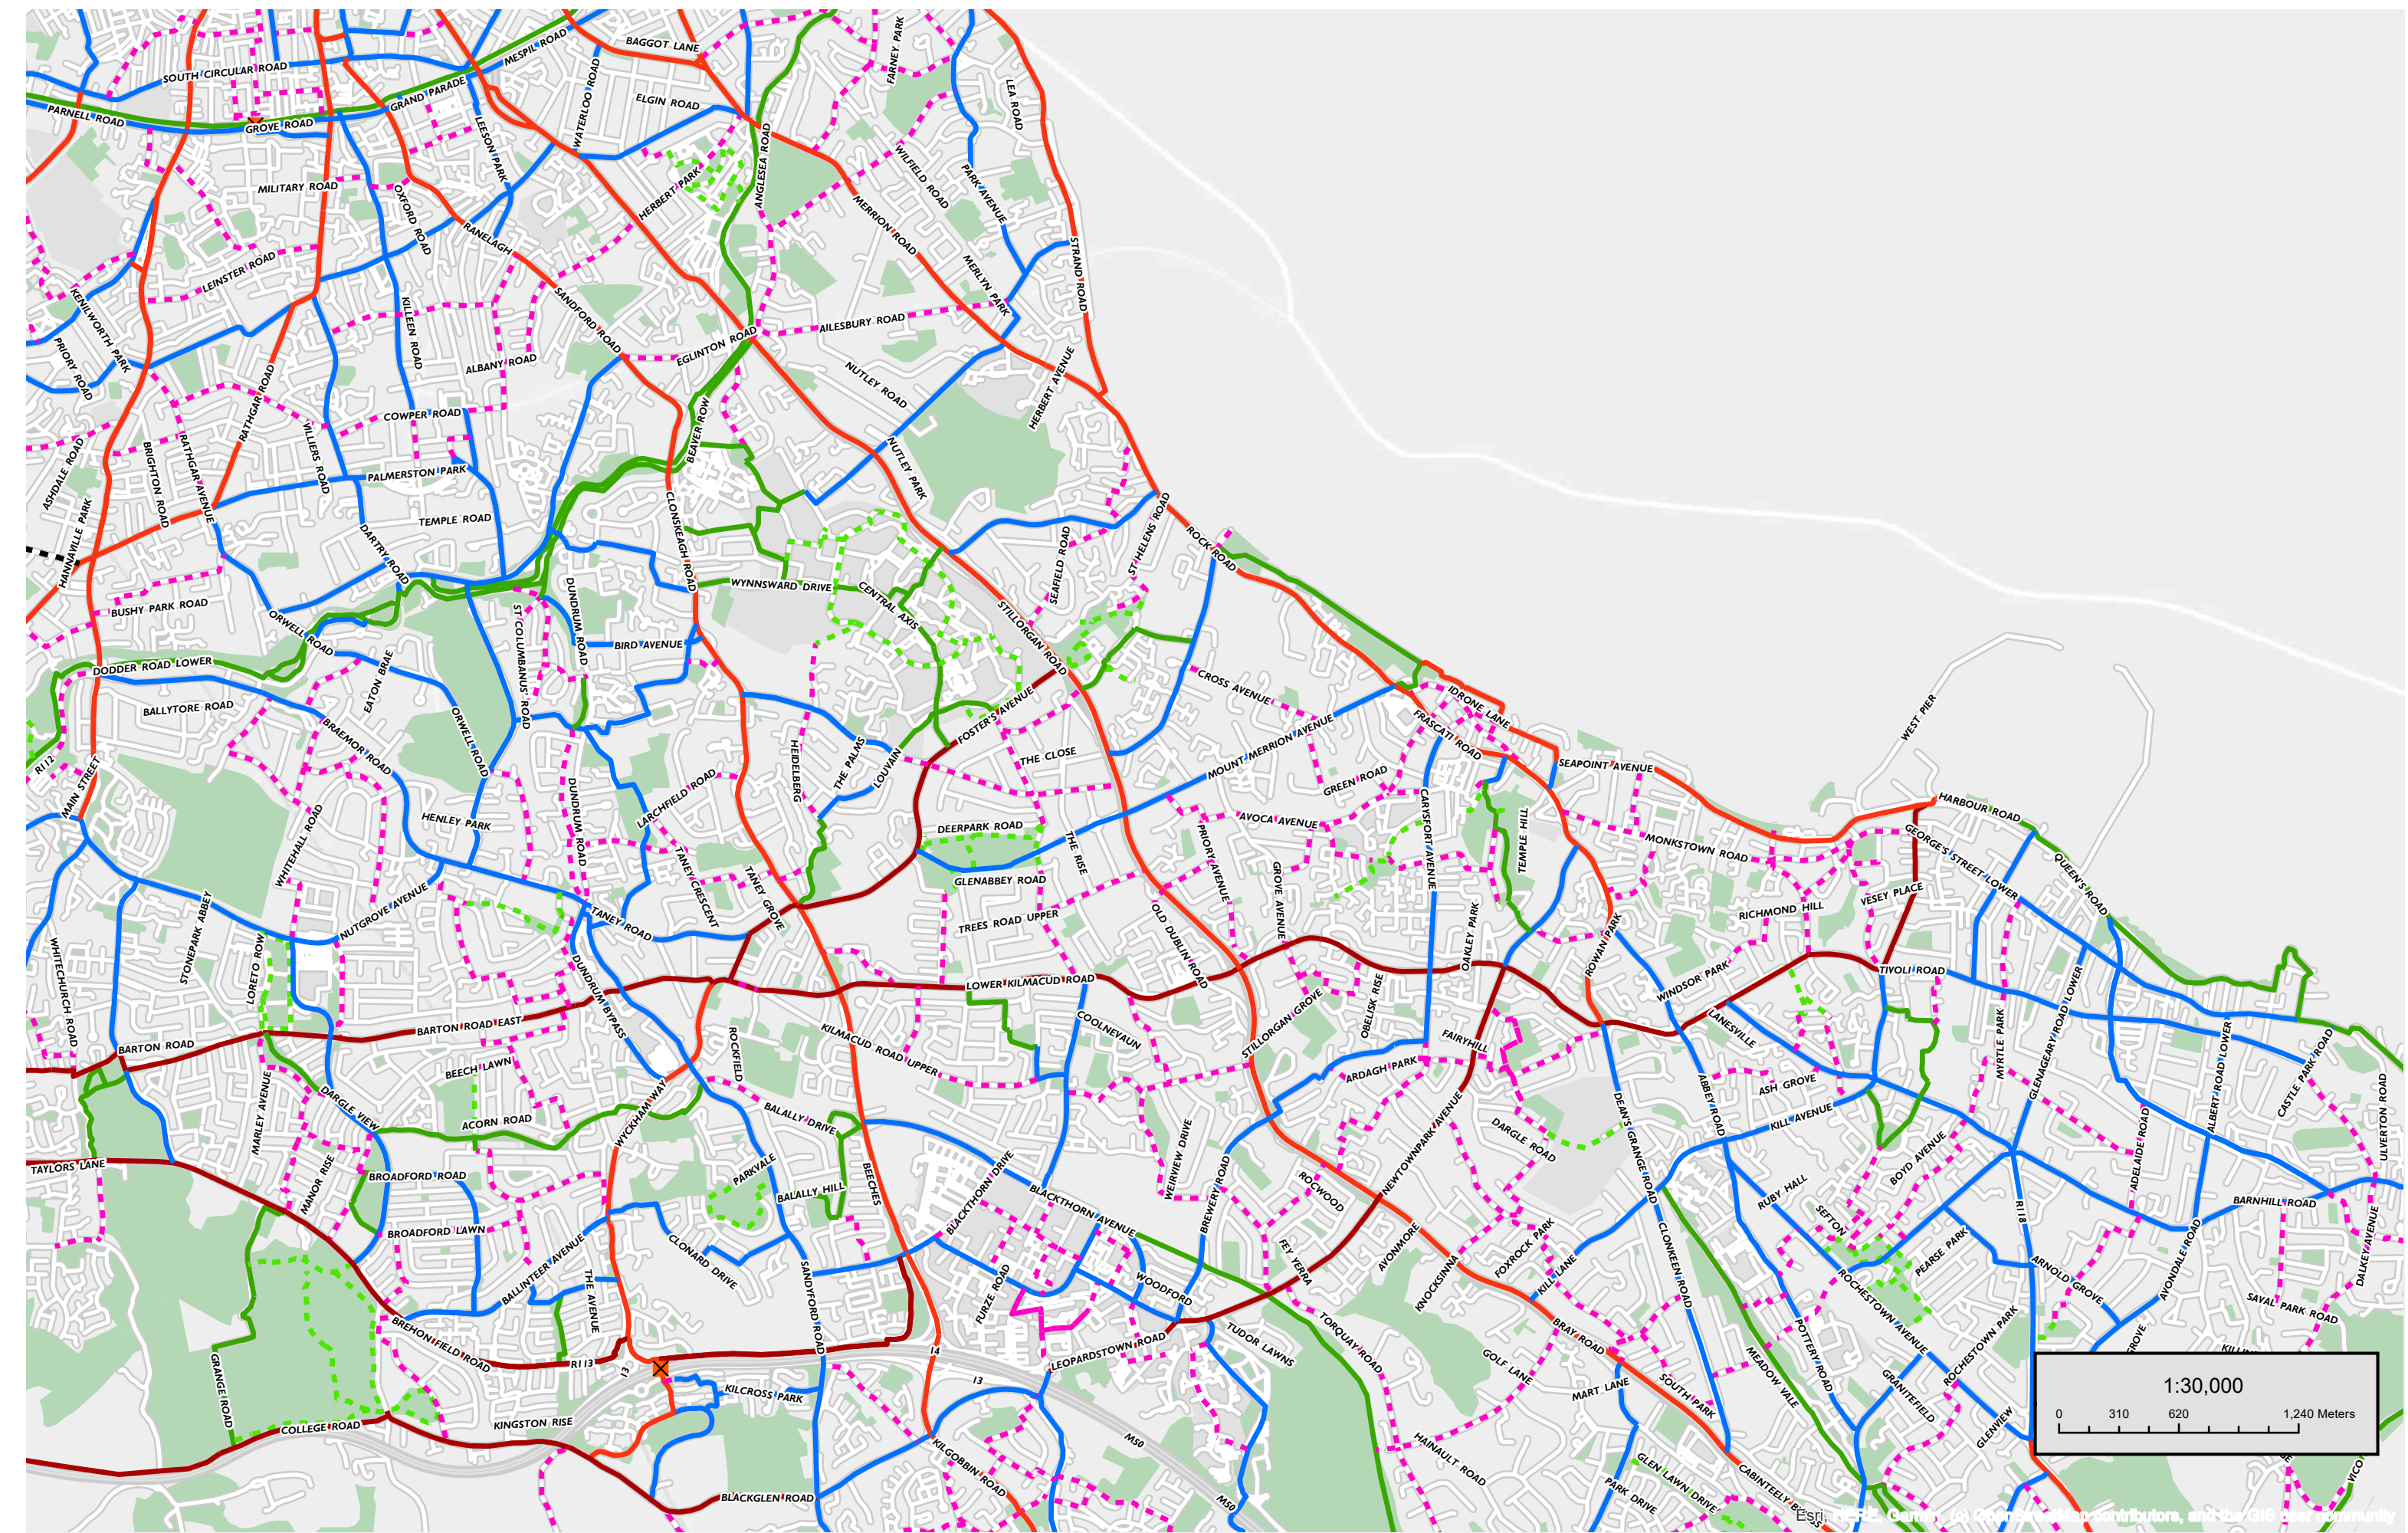 BAGGOT LANE
FARNEY PARK
MESPIL ROAD
SOUTH CIRCULAR ROAD
GRAND PARADE
WATERLOO ROAD
ELGIN ROAD
LEA ROAD
PARNELL ROAD
GROVE ROAD
LEESON PARK
ANGLESEA ROAD
WILFIELD ROAD
PARK AVENUE
MILITARY ROAD
OXFORD ROAD
HERBERT PARK
MERRION ROAD
RANELAGH
STRAND ROAD
LEINSTER ROAD
MERLYN PARK
KENILWORTH PARK
KILLEEN ROAD
SANDFORD ROAD
AILESBURY ROAD
PRIORY ROAD
ALBANY ROAD
EGLINTON ROAD
NUTLEY ROAD
HERBERT AVENUE
RATHGAR ROAD
COWPER ROAD
BEAVER ROW
ASHDALE ROAD
BRIGHTON ROAD
RATHGAR AVENUE
VILLIERS ROAD
PALMERSTON PARK
NUTLEY PARK
HANNAVILLE PARK
TEMPLE ROAD
CLONSKEAGH ROAD
DARTRY ROAD
SEAFIELD ROAD
ST HELENS ROAD
ROCK ROAD
WYNNSWARD DRIVE
CENTRAL AXIS
BUSHY PARK ROAD
ORWELL ROAD
ST COLUMBANUS' ROAD
DUNDRUM ROAD
BIRD AVENUE
STILLORGAN ROAD
DODDER ROAD LOWER
EATON BRAE
CROSS AVENUE
IDRONE LANE
BALLYTORE ROAD
BRAEMOR ROAD
ORWELL ROAD
FOSTER'S AVENUE
MOUNT MERRION AVENUE
FRASCATI ROAD
WEST PIER
R112
MAIN STREET
HEIDELBERG
THE PALMS
LOUVAIN
THE CLOSE
GREEN ROAD
SEAPOINT AVENUE
WHITEHALL ROAD
HENLEY PARK
DUNDRUM ROAD
LARCHFIELD ROAD
DEERPARK ROAD
THE RISE
AVOCA AVENUE
CARYSFORT AVENUE
TEMPLE HILL
MONKSTOWN ROAD
HARBOUR ROAD
GEORGE'S STREET LOWER
QUEEN'S ROAD
TANEY CRESCENT
TANEY GROVE
GLENABBEY ROAD
PRIORY AVENUE
GROVE AVENUE
VESEY PLACE
RICHMOND HILL
NUTGROVE AVENUE
TANEY ROAD
TREES ROAD UPPER
OLD DUBLIN ROAD
OAKLEY PARK
ROWAN PARK
WHITECHURCH ROAD
STONEPARK ABBEY
LORETO ROW
DUNDRUM BYPASS
LOWER KILMACUD ROAD
OBELISK RISE
WINDSOR PARK
TIVOLI ROAD
GLENAGEARY ROAD LOWER
BARTON ROAD EAST
BARTON ROAD
KILMACUD ROAD UPPER
COOLNEVAUN
STILLORGAN GROVE
FAIRYHILL
LANESVILLE
MYRTLE PARK
ALBERT ROAD LOWER
CASTLE PARK ROAD
ULVERTON ROAD
BEECH LAWN
ROCKFIELD
ARDAGH PARK
ASH GROVE
MARLEY AVENUE
DARGLE VIEW
ACORN ROAD
WYCKHAM WAY
BALALLY DRIVE
WEIRVIEW DRIVE
NEWTOWNPARK AVENUE
DARGLE ROAD
DEAN'S GRANGE ROAD
ABBEY ROAD
KILL AVENUE
ADELAIDE ROAD
TAYLORS LANE
MANOR RISE
BROADFORD ROAD
PARKVALE
BALALLY HILL
BEECHES
BLACKTHORN DRIVE
BLACKTHORN AVENUE
BREWERY ROAD
ROCWOOD
BOYD AVENUE
RUBY HALL
SEFTON
R118
BARNHILL ROAD
BROADFORD LAWN
BALLINTEER AVENUE
CLONARD DRIVE
SANDYFORD ROAD
FURZE ROAD
WOODFORD
FEY YERRA
AVONMORE
KNOCKSINNA
FOXROCK PARK
KILL LANE
CLONKEEN ROAD
PEARSE PARK
ARNOLD GROVE
AVONDALE ROAD
DALKEY AVENUE
THE AVENUE
ROCHESTOWN AVENUE
BREHON FIELD ROAD
R113
13
14
13
LEOPARDSTOWN ROAD
TUDOR LAWNS
TORQUAY ROAD
BRAY ROAD
POTTERY ROAD
SAVAL PARK ROAD
GRANGE ROAD
KILCROSS PARK
GOLF LANE
MART LANE
SOUTH PARK
MEADOW VALE
GRANITEFIELD
ROCHESTOWN PARK
GROVE
COLLEGE ROAD
KINGSTON RISE
KILGOBBIN ROAD
M50
HAINAULT ROAD
GLENVIEW
BLACKGLEN ROAD
M50
PARK DRIVE
GLEN LAWN DRIVE
CABINTEELY
VICO
1:30,000
0 310 620 1,240 Meters
Esri, HERE, Garmin, (c) OpenStreetMap contributors, and the GIS user community